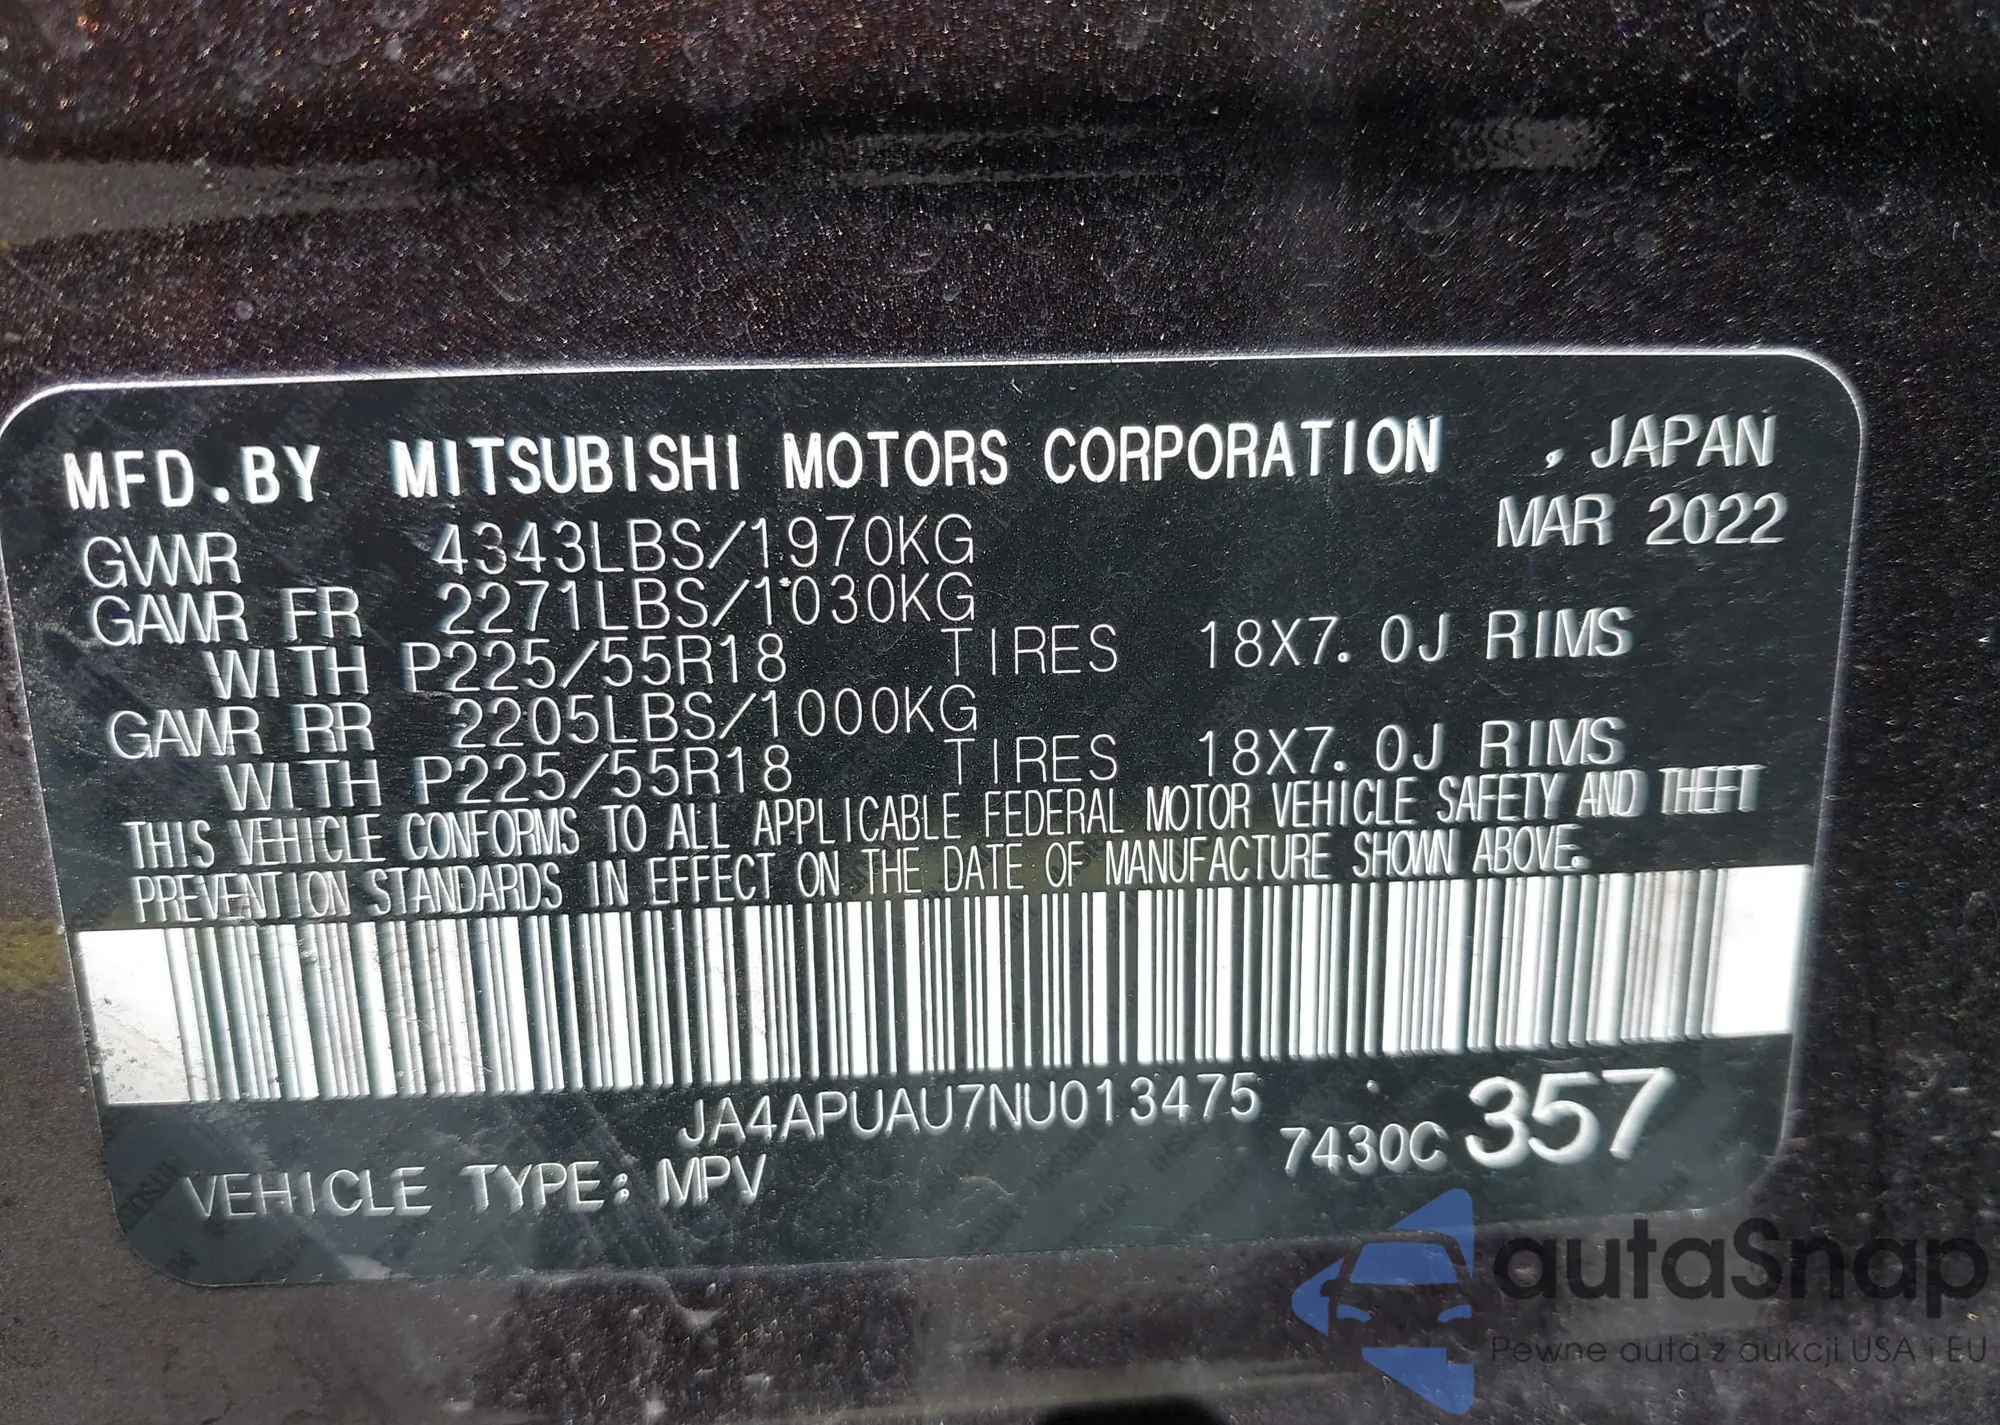 MFD.BY MITSUBISHI MOTORS CORPORATION , JAPAN
GVWR 4343LBS/1970KG MAR 2022
GAWR FR 2271LBS/1030KG
WITH P225/55R18 TIRES 18X7.0J RIMS
GAWR RR 2205LBS/1000KG
WITH P225/55R18 TIRES 18X7.0J RIMS
THIS VEHICLE CONFORMS TO ALL APPLICABLE FEDERAL MOTOR VEHICLE SAFETY AND THEFT
PREVENTION STANDARDS IN EFFECT ON THE DATE OF MANUFACTURE SHOWN ABOVE.
JA4APUAU7NU013475
7430C 357
VEHICLE TYPE: MPV
autaSnap
Pewne auta z aukcji USA i EU